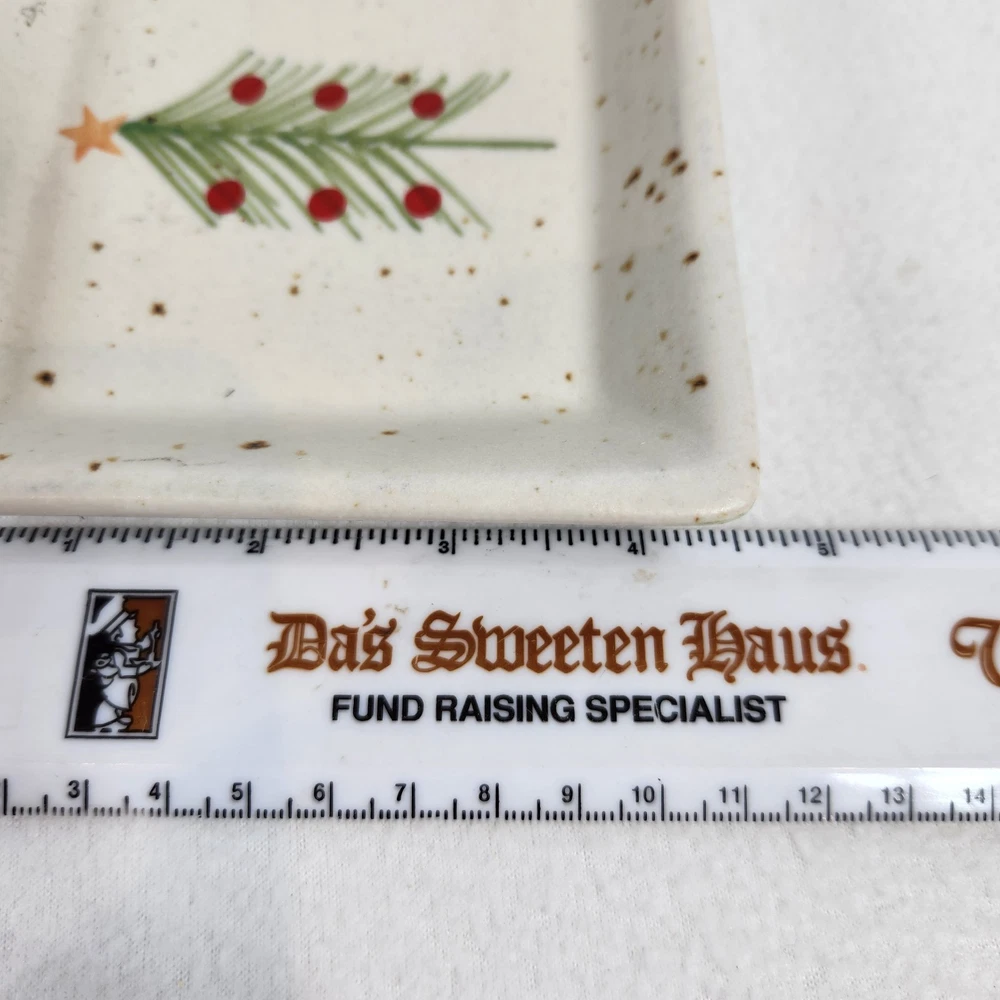 1 2 3 4 5
Da's Sweeten Haus.
FUND RAISING SPECIALIST
3 4 5 6 7 8 9 10 11 12 13 14